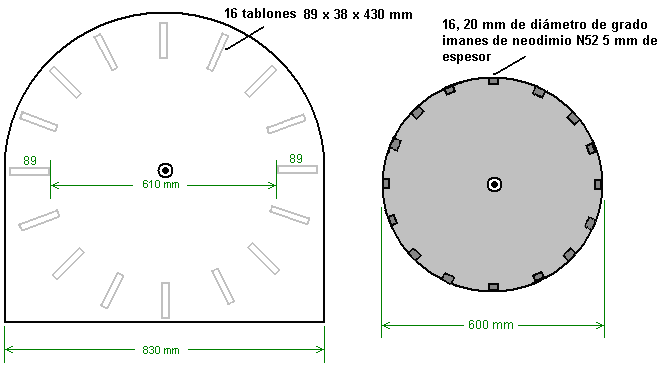 16 tablones 89 x 38 x 430 mm
16, 20 mm de diámetro de grado
imanes de neodimio N52 5 mm de
espesor
89
89
610 mm
600 mm
830 mm